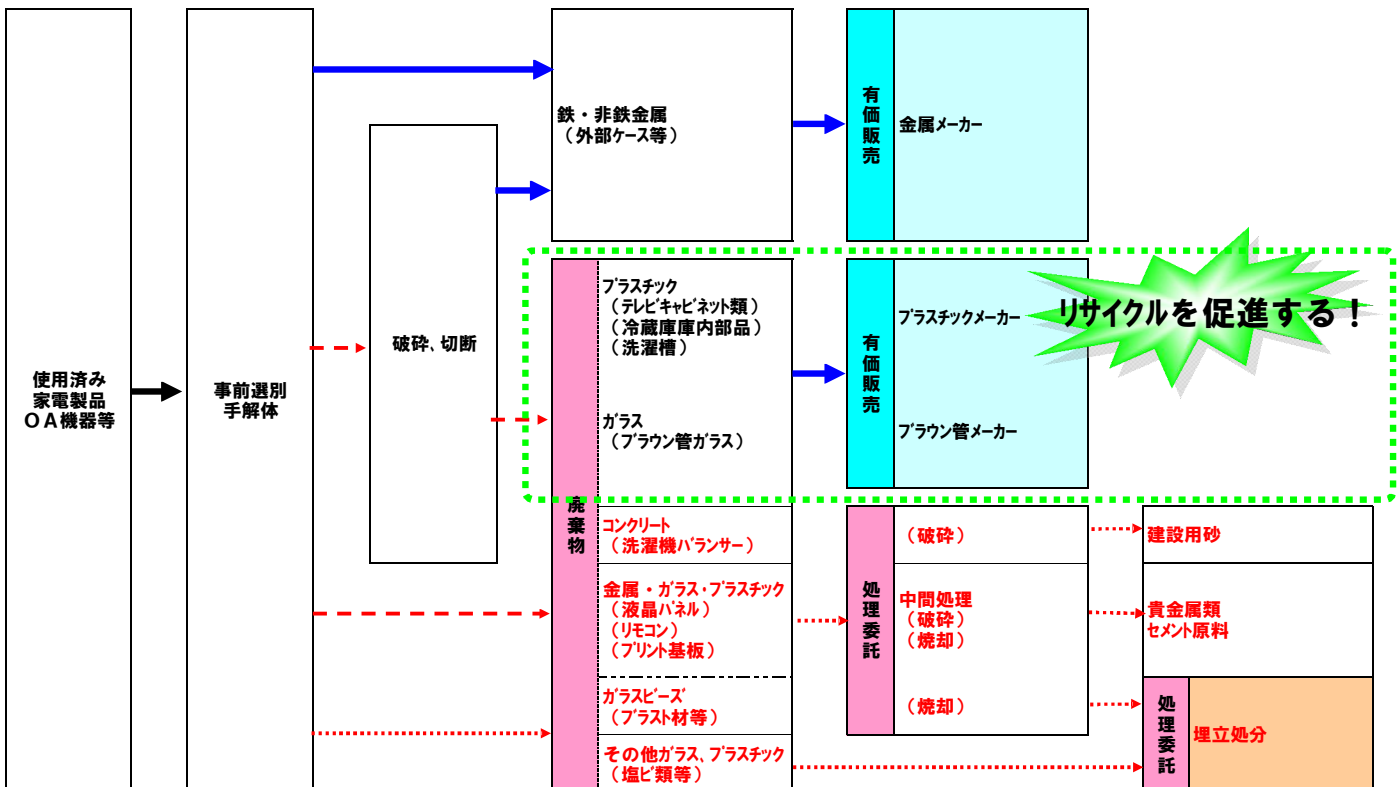 使用済み
家電製品
ＯＡ機器等
事前選別
手解体
破砕、切断
鉄・非鉄金属
（外部ケース等）
有価販売
金属メーカー
廃棄物
プラスチック
（テレビキャビネット類）
（冷蔵庫庫内部品）
（洗濯槽）
ガラス
（ブラウン管ガラス）
有価販売
プラスチックメーカー
ブラウン管メーカー
リサイクルを促進する！
コンクリート
（洗濯機バランサー）
金属・ガラス・プラスチック
（液晶パネル）
（リモコン）
（プリント基板）
ガラスビーズ
（ブラスト材等）
その他ガラス、プラスチック
（塩ビ類等）
処理委託
（破砕）
中間処理
（破砕）
（焼却）
（焼却）
建設用砂
貴金属類
セメント原料
処理委託
埋立処分